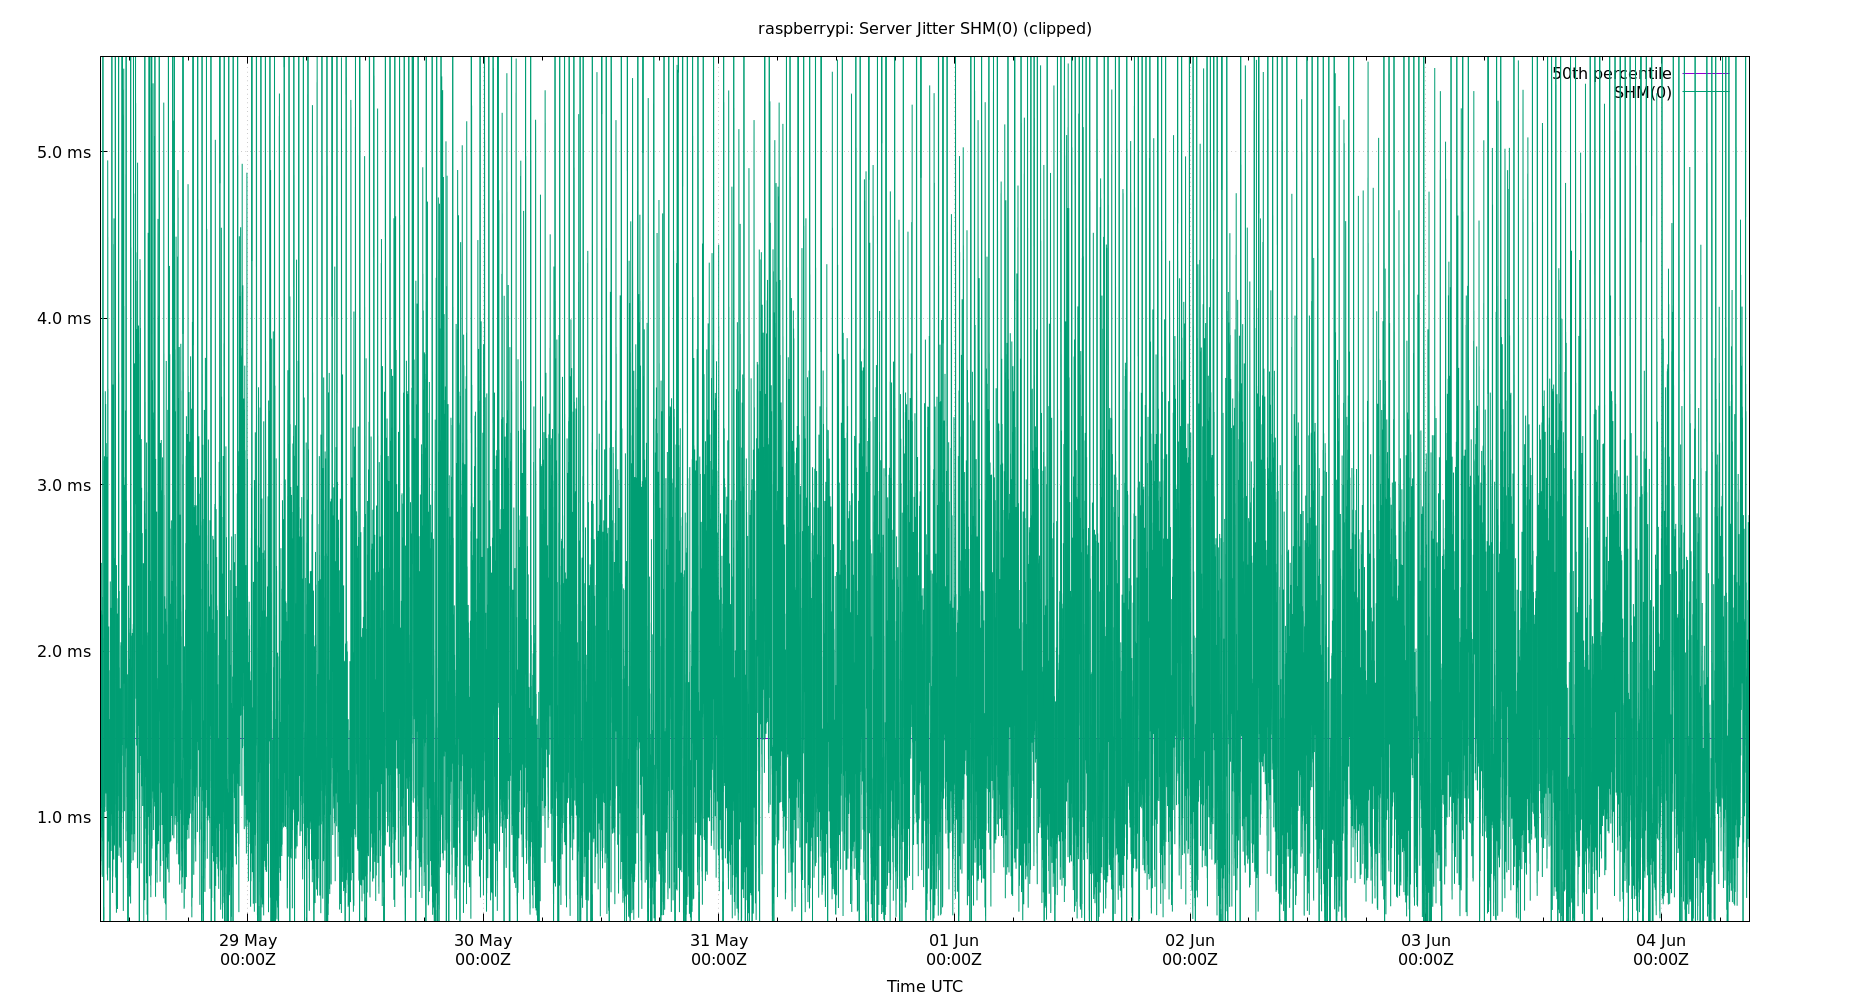 raspberrypi: Server Jitter SHM(0) (clipped)
50th percentile
SHM(0)
5.0 ms
4.0 ms
3.0 ms
2.0 ms
1.0 ms
29 May 30 May 31 May 01 Jun 02 Jun 03 Jun 04 Jun
00:00Z 00:00Z 00:00Z 00:00Z 00:00Z 00:00Z 00:00Z
Time UTC